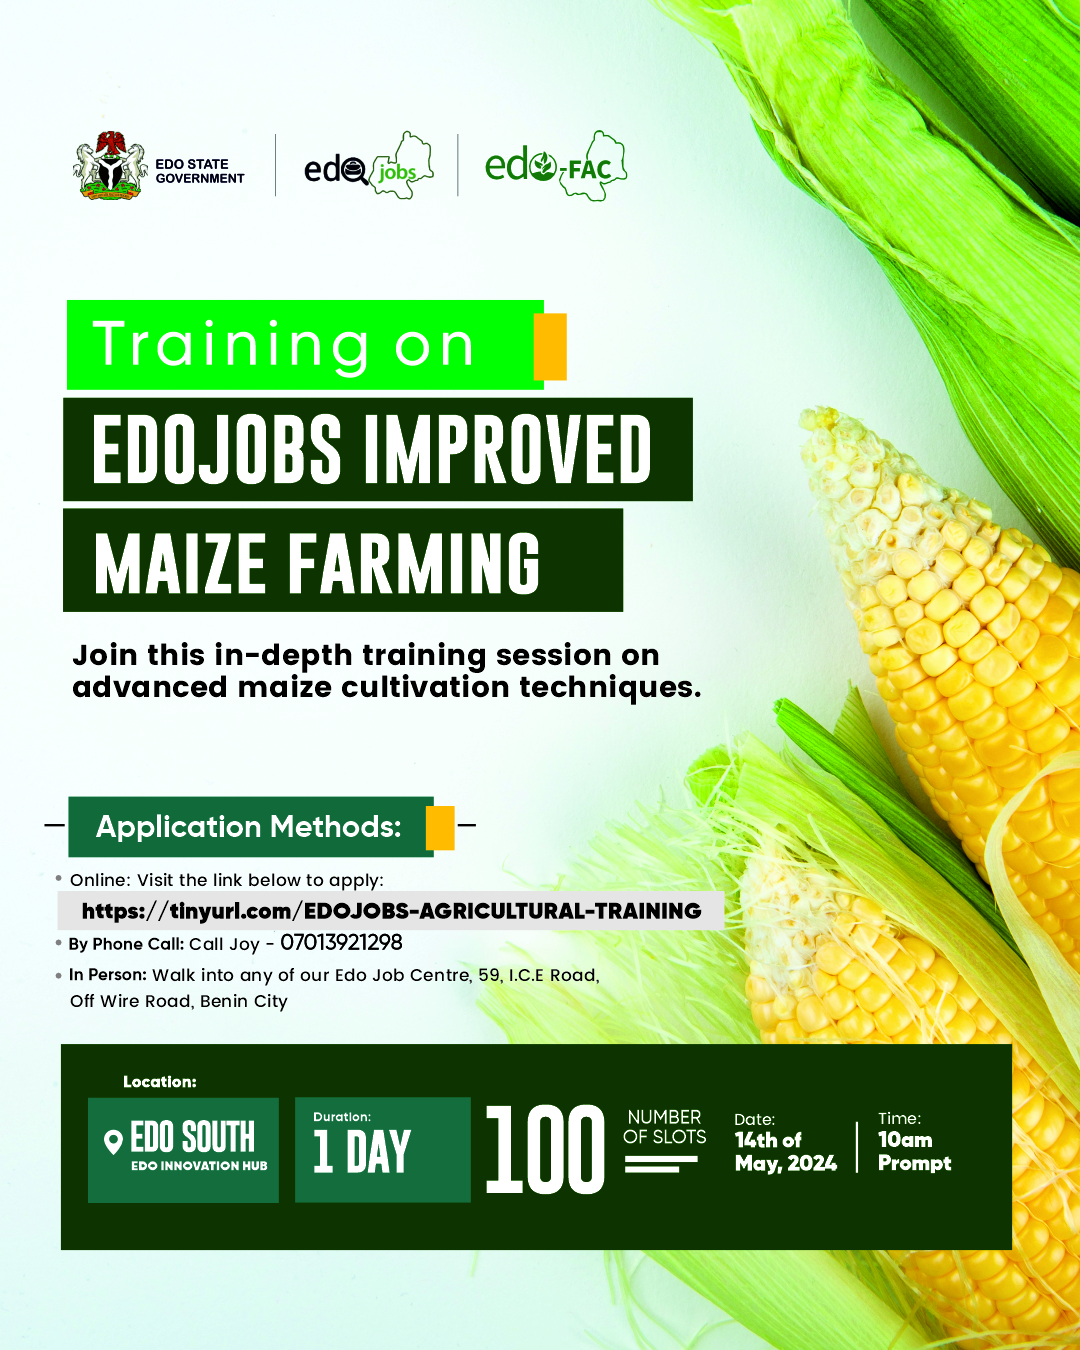 EDO STATE
GOVERNMENT
edo jobs
edo-FAC
Training on
EDOJOBS IMPROVED
MAIZE FARMING
Join this in-depth training session on
advanced maize cultivation techniques.
Application Methods:
• Online: Visit the link below to apply:
https://tinyurl.com/EDOJOBS-AGRICULTURAL-TRAINING
• By Phone Call: Call Joy - 07013921298
• In Person: Walk into any of our Edo Job Centre, 59, I.C.E Road,
Off Wire Road, Benin City
Location:
EDO SOUTH
EDO INNOVATION HUB
Duration:
1 DAY
100
NUMBER
OF SLOTS
Date:
14th of
May, 2024
Time:
10am
Prompt